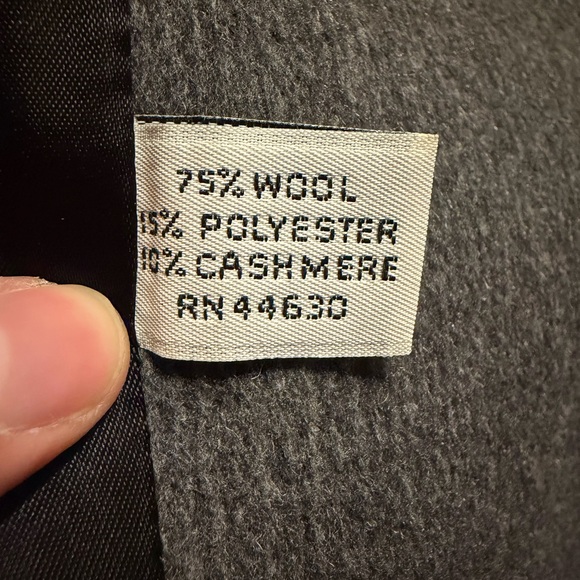 75% WOOL
15% POLYESTER
10% CASHMERE
RN 44630